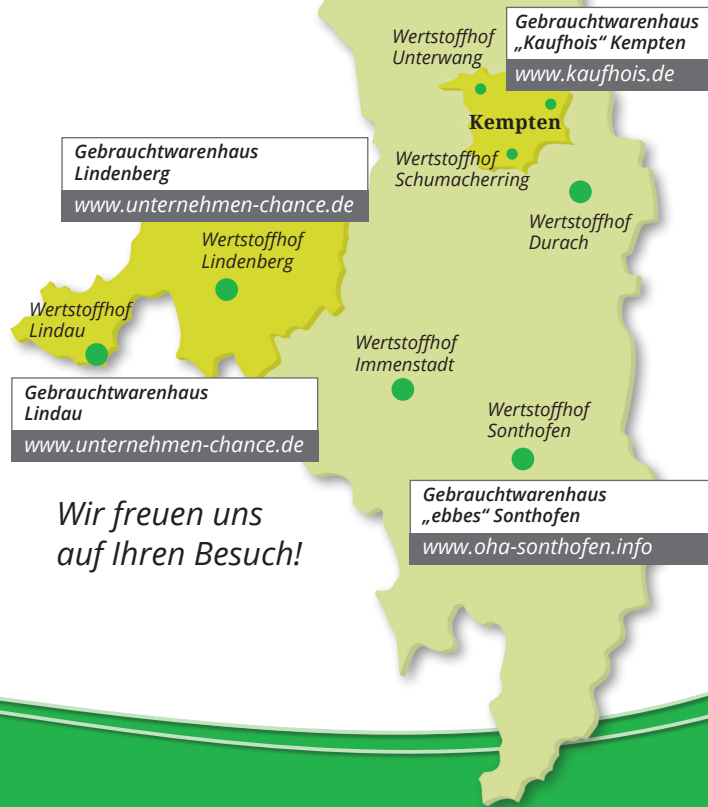 Gebrauchtwarenhaus
„Kaufhois“ Kempten
www.kaufhois.de
Wertstoffhof
Unterwang
Kempten
Wertstoffhof
Schumacherring
Gebrauchtwarenhaus
Lindenberg
www.unternehmen-chance.de
Wertstoffhof
Durach
Wertstoffhof
Lindenberg
Wertstoffhof
Lindau
Wertstoffhof
Immenstadt
Gebrauchtwarenhaus
Lindau
www.unternehmen-chance.de
Wertstoffhof
Sonthofen
Gebrauchtwarenhaus
„ebbes“ Sonthofen
www.oha-sonthofen.info
Wir freuen uns
auf Ihren Besuch!